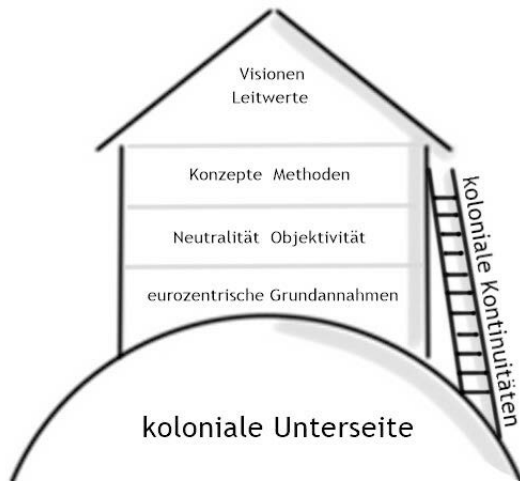 Visionen
Leitwerte
Konzepte Methoden
Neutralität Objektivität
eurozentrische Grundannahmen
koloniale Kontinuitäten
koloniale Unterseite